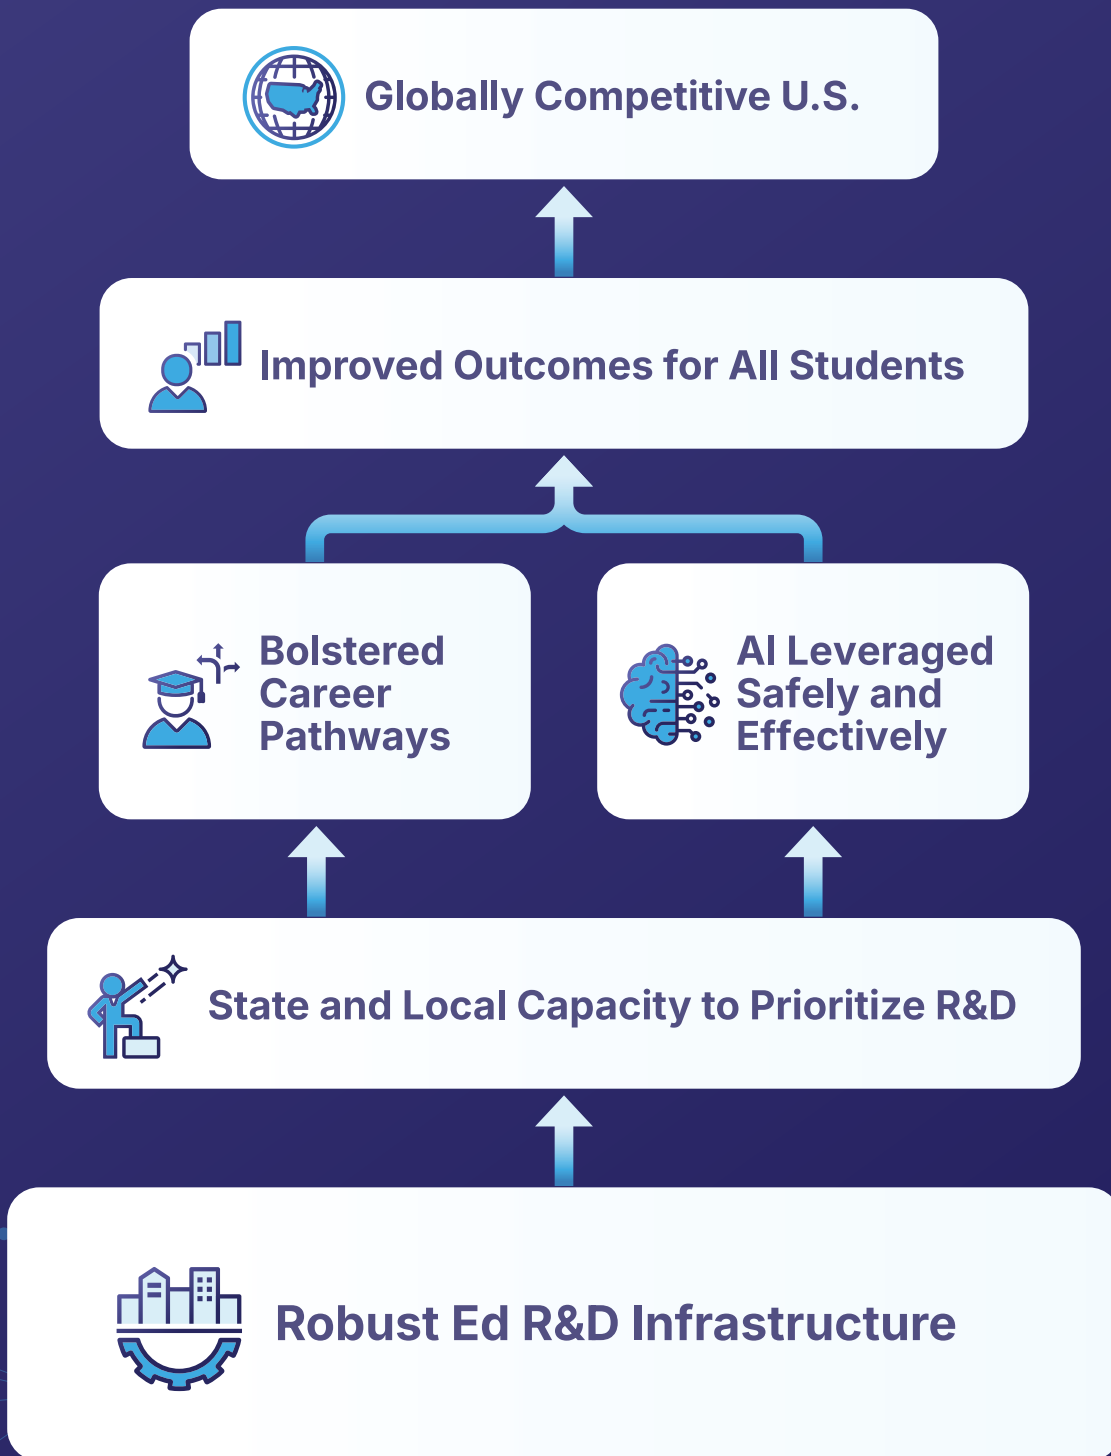 Globally Competitive U.S.
Improved Outcomes for All Students
Bolstered
Career
Pathways
AI Leveraged
Safely and
Effectively
State and Local Capacity to Prioritize R&D
Robust Ed R&D Infrastructure